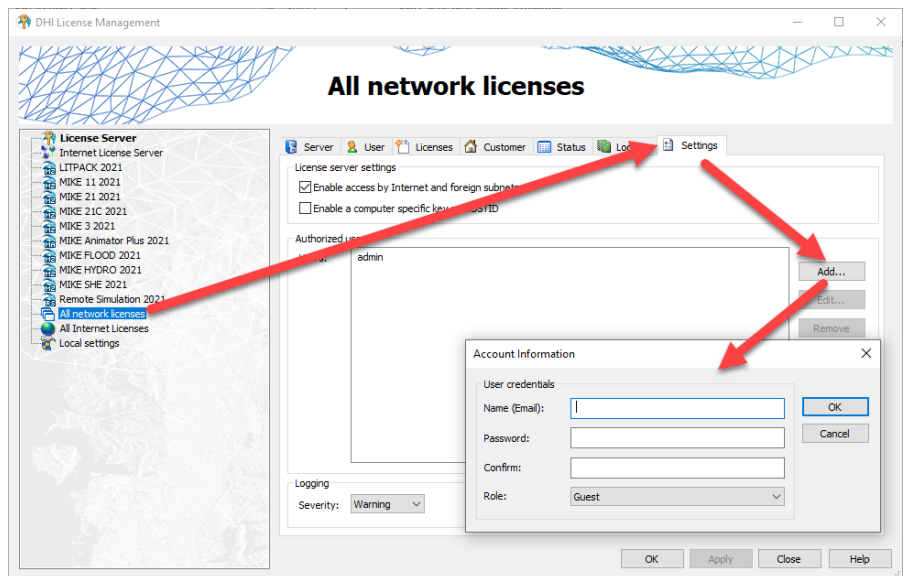 DHI License Management
All network licenses
License Server
Internet License Server
LITPACK 2021
MIKE 11 2021
MIKE 21 2021
MIKE 21C 2021
MIKE 3 2021
MIKE Animator Plus 2021
MIKE FLOOD 2021
MIKE HYDRO 2021
MIKE SHE 2021
Remote Simulation 2021
All network licenses
All Internet Licenses
Local settings
Server User Licenses Customer Status Settings
License server settings
Enable access by Internet and foreign subnets
Enable a computer specific key
Authorized
admin
Add...
Edit...
Remove
Account Information
User credentials
Name (Email):
Password:
Confirm:
Role: Guest
OK
Cancel
Logging
Severity: Warning
OK Apply Close Help